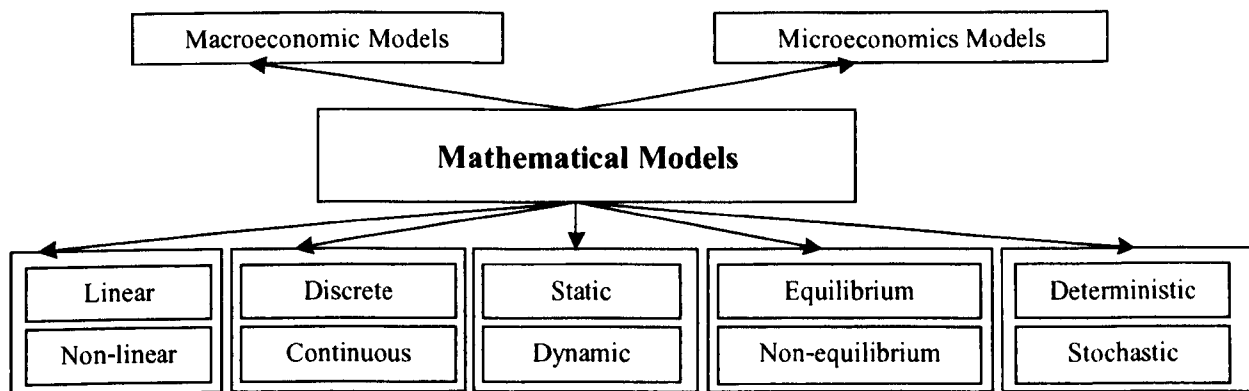 Macroeconomic Models
Microeconomics Models
Mathematical Models
Linear
Non-linear
Discrete
Continuous
Static
Dynamic
Equilibrium
Non-equilibrium
Deterministic
Stochastic